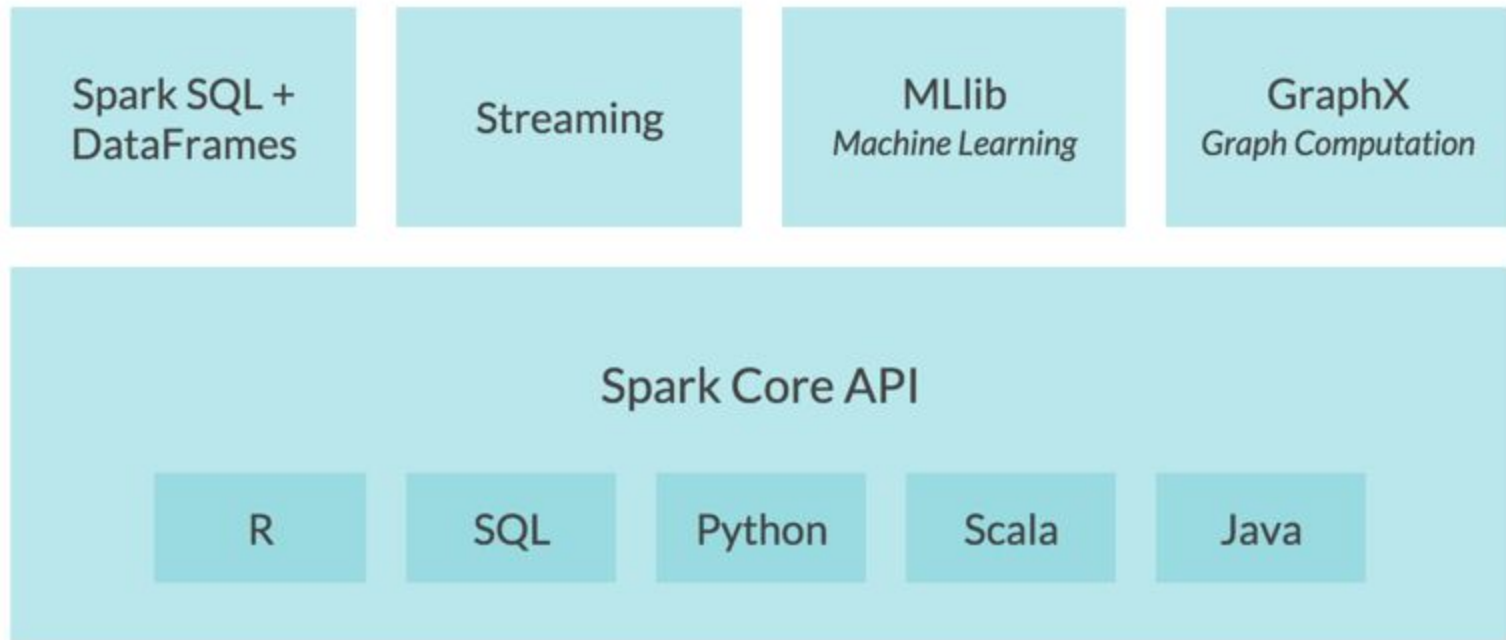 Spark SQL +
DataFrames
Streaming
MLlib
Machine Learning
GraphX
Graph Computation
Spark Core API
R
SQL
Python
Scala
Java